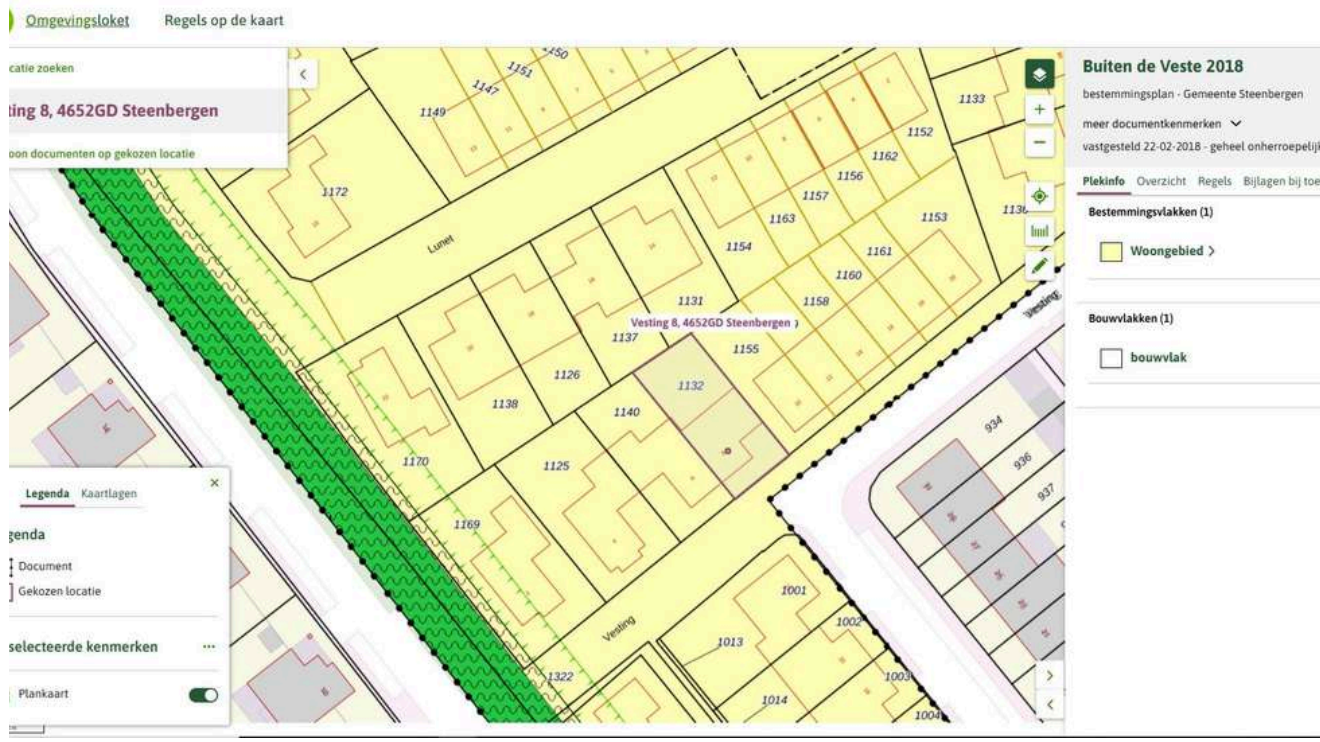 Omgevingsloket Regels op de kaart
catie zoeken
ting 8, 4652GD Steenbergen
oon documenten op gekozen locatie
Buiten de Veste 2018
bestemmingsplan - Gemeente Steenbergen
meer documentkenmerken
vastgesteld 22-02-2018 - geheel onherroepelijk
Plekinfo Overzicht Regels Bijlagen bij toe
Bestemmingsvlakken (1)
Woongebied >
Bouwvlakken (1)
bouwvlak
1150
1151
1147
1149
1133
1152
1162
1172
1156
1157
1163
1153
1136
1154
Lunet
1161
1160
1131
1158
Vesting
Vesting 8, 4652GD Steenbergen
1137
1155
1126
1132
1138
1140
934
1170
1125
936
937
1169
1001
Vesting
1002
1013
1322
1003
1014
1004
Legenda Kaartlagen
genda
Document
Gekozen locatie
selecteerde kenmerken
Plankaart